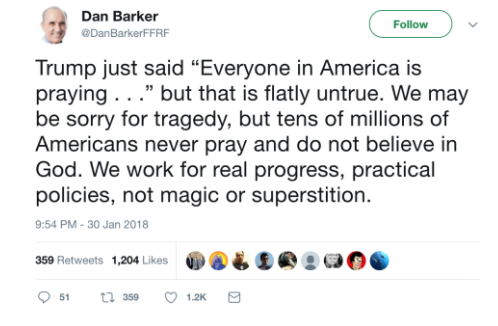 Dan Barker
@DanBarkerFFRF
Follow
Trump just said “Everyone in America is
praying . . .” but that is flatly untrue. We may
be sorry for tragedy, but tens of millions of
Americans never pray and do not believe in
God. We work for real progress, practical
policies, not magic or superstition.
9:54 PM - 30 Jan 2018
359 Retweets 1,204 Likes
51 359 1.2K